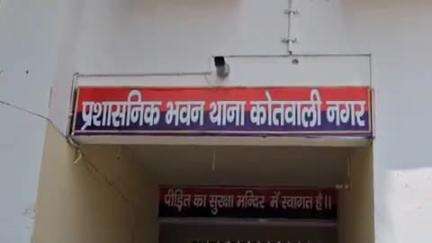 प्रशासनिक भवन थाना कोतवाली नगर
पीड़ित का सुरक्षा मन्दिर में स्वागत है॥